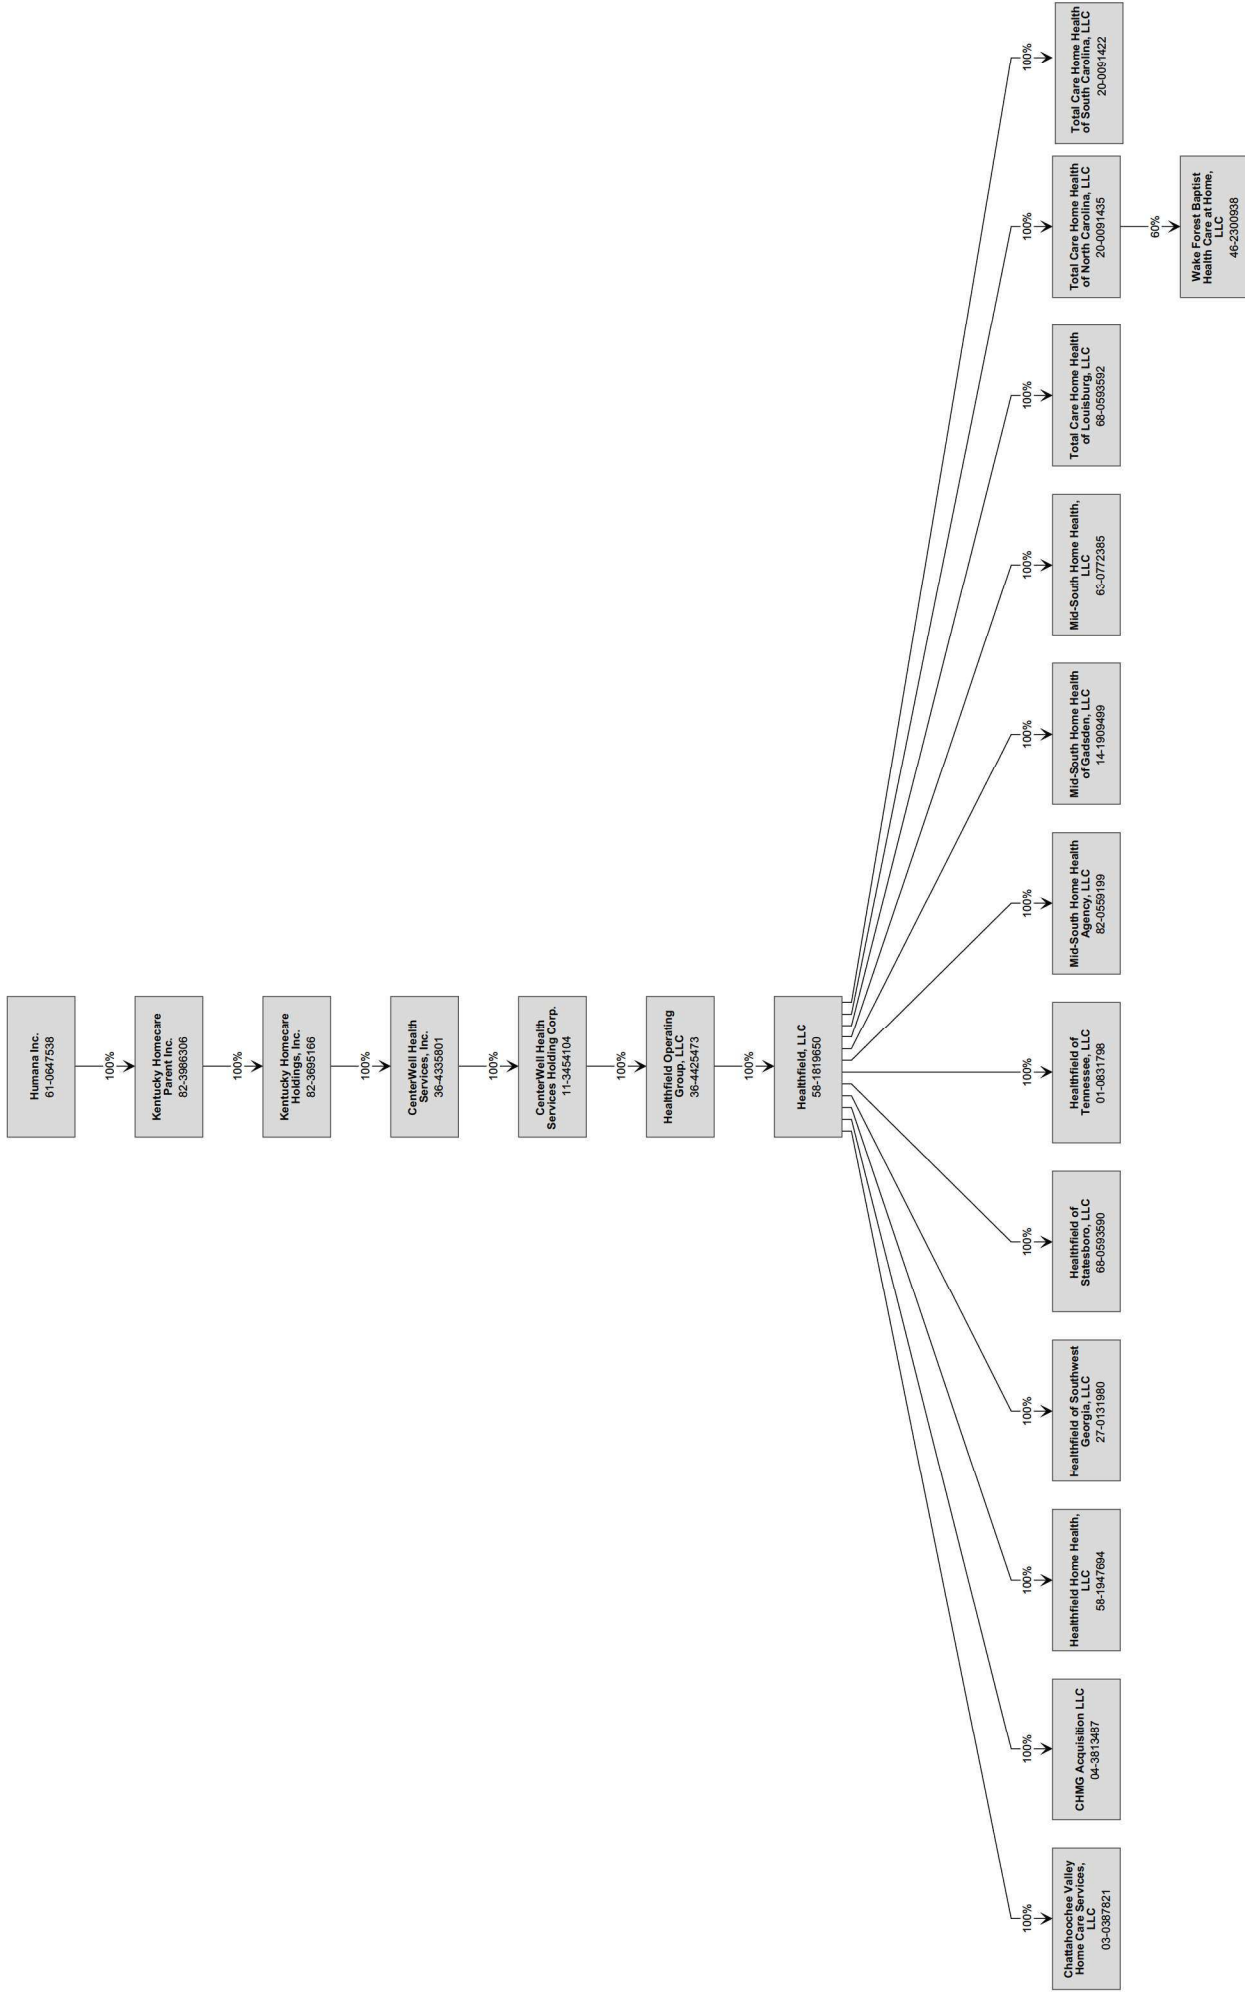 Humana Inc.
61-0647538
100%
Kentucky Homecare
Parent Inc.
82-3986306
100%
Kentucky Homecare
Holdings, Inc.
82-3695166
100%
CenterWell Health
Services, Inc.
36-4335801
100%
CenterWell Health
Services Holding Corp.
11-3454104
100%
Healthfield Operating
Group, LLC
36-4425473
100%
Healthfield, LLC
58-1819650
100%
100%
100%
100%
100%
100%
100%
100%
100%
100%
100%
Chattahoochee Valley
Home Care Services,
LLC
03-0387821
CHMG Acquisition LLC
04-3813487
Healthfield Home Health,
LLC
58-1947694
Healthfield of Southwest
Georgia, LLC
27-0131980
Healthfield of
Statesboro, LLC
68-0593590
Healthfield of
Tennessee, LLC
01-0831798
Mid-South Home Health
Agency, LLC
82-0559199
Mid-South Home Health
of Gadsden, LLC
14-1909499
Mid-South Home Health,
LLC
63-0772385
Total Care Home Health
of Louisburg, LLC
68-0593592
Total Care Home Health
of North Carolina, LLC
20-0091435
Total Care Home Health
of South Carolina, LLC
20-0091422
100%
60%
Wake Forest Baptist
Health Care at Home,
LLC
46-2300938